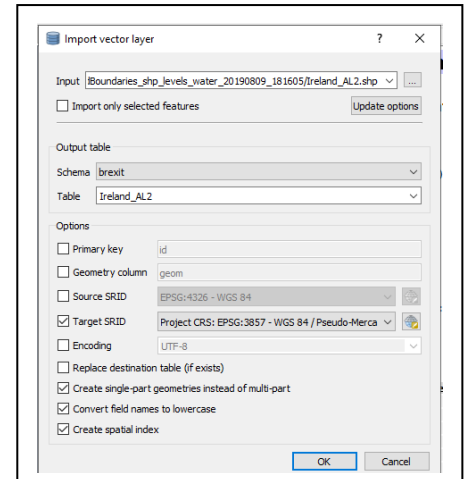 Import vector layer ? ×
Input lBoundaries_shp_levels_water_20190809_181605/Ireland_AL2.shp ...
Import only selected features Update options
Output table
Schema brexit
Table Ireland_AL2
Options
Primary key id
Geometry column geom
Source SRID EPSG:4326 - WGS 84
Target SRID Project CRS: EPSG:3857 - WGS 84 / Pseudo-Merca
Encoding UTF-8
Replace destination table (if exists)
Create single-part geometries instead of multi-part
Convert field names to lowercase
Create spatial index
OK Cancel